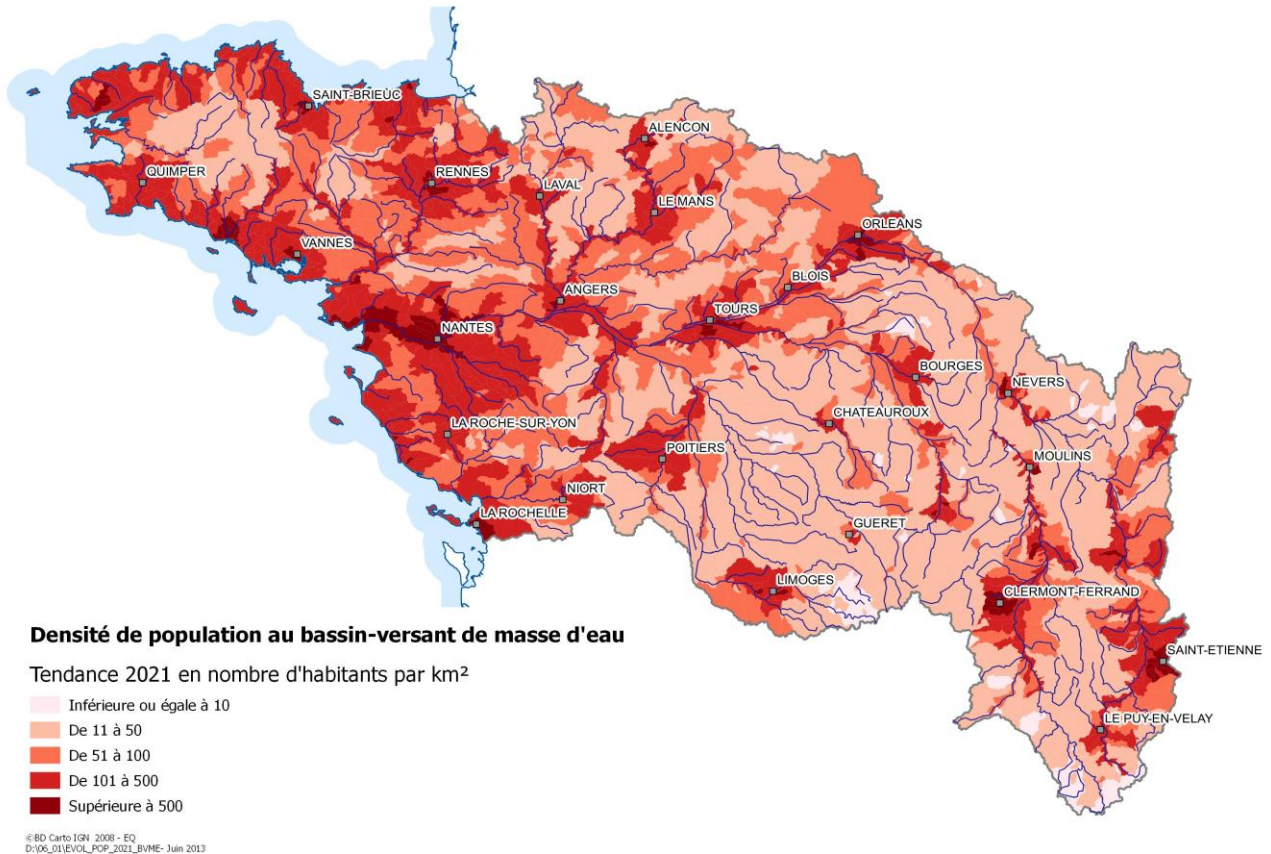 SAINT-BRIEUC
ALENCON
QUIMPER
RENNES
LAVAL
LE MANS
ORLEANS
VANNES
BLOIS
ANGERS
TOURS
NANTES
BOURGES
NEVERS
CHATEAUROUX
LA ROCHE-SUR-YON
POITIERS
MOULINS
NIORT
LA ROCHELLE
GUERET
LIMOGES
CLERMONT-FERRAND
SAINT-ETIENNE
LE PUY-EN-VELAY
Densité de population au bassin-versant de masse d'eau
Tendance 2021 en nombre d'habitants par km²
Inférieure ou égale à 10
De 11 à 50
De 51 à 100
De 101 à 500
Supérieure à 500
©BD Carto IGN 2008 - EQ
D:\06_01\EVOL_POP_2021_BVME- Juin 2013